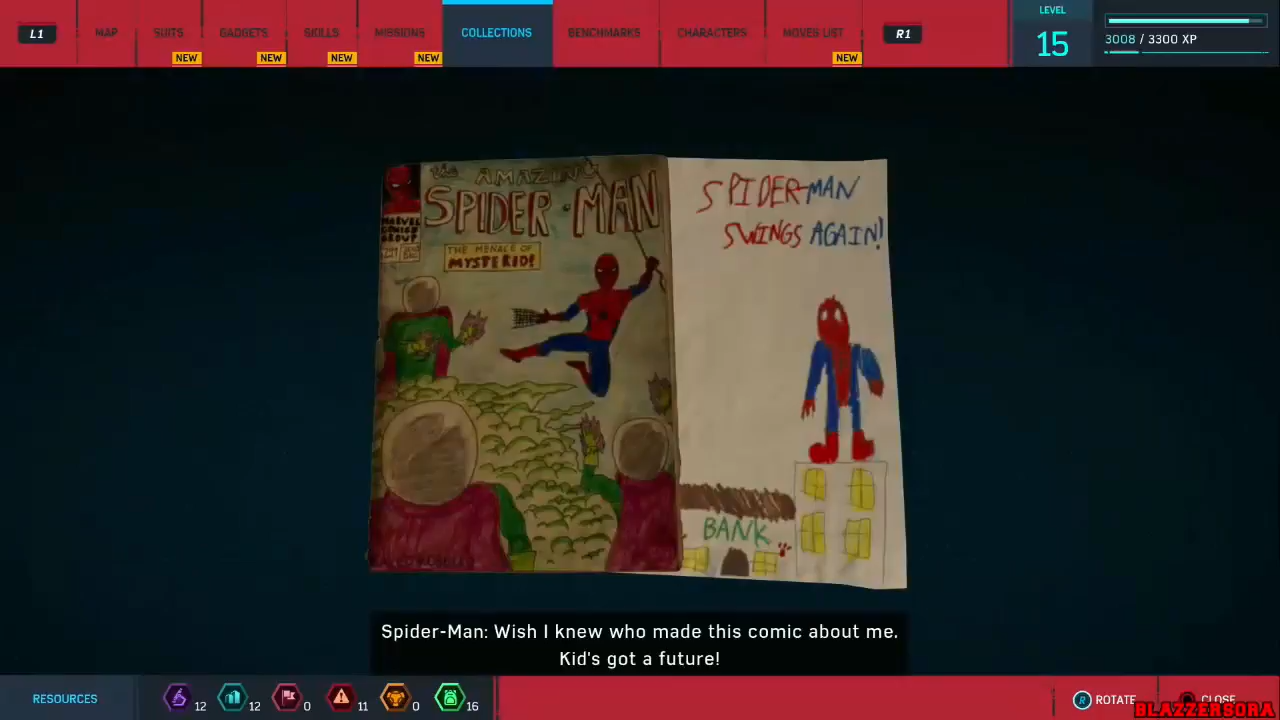 L1
MAP
SUITS
GADGETS
SKILLS
MISSIONS
COLLECTIONS
BENCHMARKS
CHARACTERS
MOVES LIST
R1
LEVEL
15
3008 / 3300 XP
NEW
NEW
NEW
NEW
NEW
the AMAZING
SPIDER-MAN
MARVEL
COMICS
GROUP
THE MENACE OF
MYSTERIO!
SPIDER-MAN
SWINGS AGAIN!
BANK
Spider-Man: Wish I knew who made this comic about me.
Kid's got a future!
RESOURCES
12
12
0
11
0
16
R
ROTATE
CLOSE
BLAZZERSORA